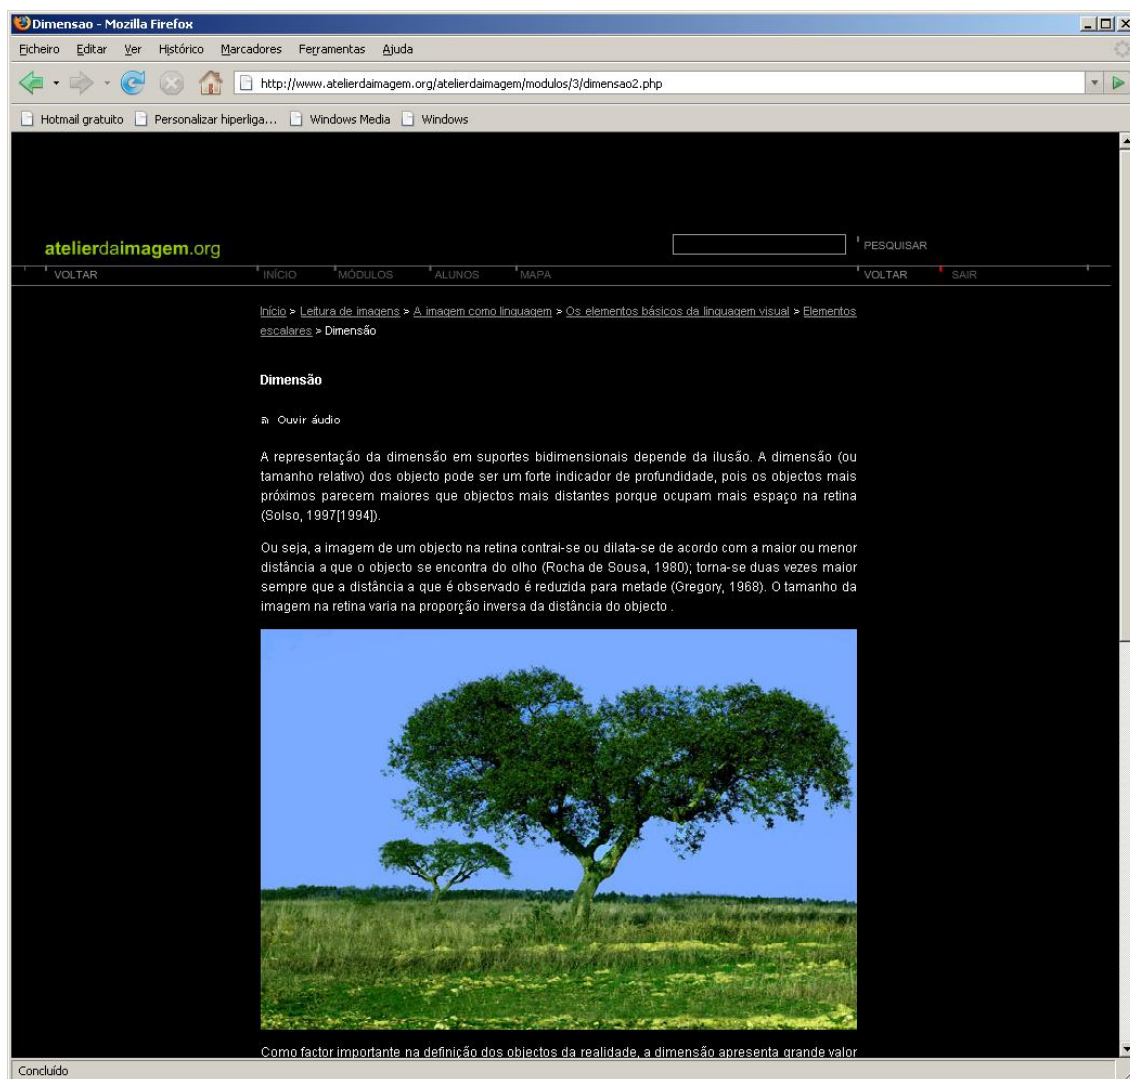 Dimensao - Mozilla Firefox
Ficheiro Editar Ver Histórico Marcadores Ferramentas Ajuda
http://www.atelierdaimagem.org/atelierdaimagem/modulos/3/dimensao2.php
Hotmail gratuito Personalizar hiperliga... Windows Media Windows
atelierdaimagem.org
PESQUISAR
VOLTAR INÍCIO MÓDULOS ALUNOS MAPA VOLTAR SAIR
Início > Leitura de imagens > A imagem como linguagem > Os elementos básicos da linguagem visual > Elementos
escalares > Dimensão
Dimensão
Ouvir áudio
A representação da dimensão em suportes bidimensionais depende da ilusão. A dimensão (ou
tamanho relativo) dos objecto pode ser um forte indicador de profundidade, pois os objectos mais
próximos parecem maiores que objectos mais distantes porque ocupam mais espaço na retina
(Solso, 1997[1994]).
Ou seja, a imagem de um objecto na retina contrai-se ou dilata-se de acordo com a maior ou menor
distância a que o objecto se encontra do olho (Rocha de Sousa, 1980); torna-se duas vezes maior
sempre que a distância a que é observado é reduzida para metade (Gregory, 1968). O tamanho da
imagem na retina varia na proporção inversa da distância do objecto .
Como factor importante na definição dos objectos da realidade, a dimensão apresenta grande valor
Concluído